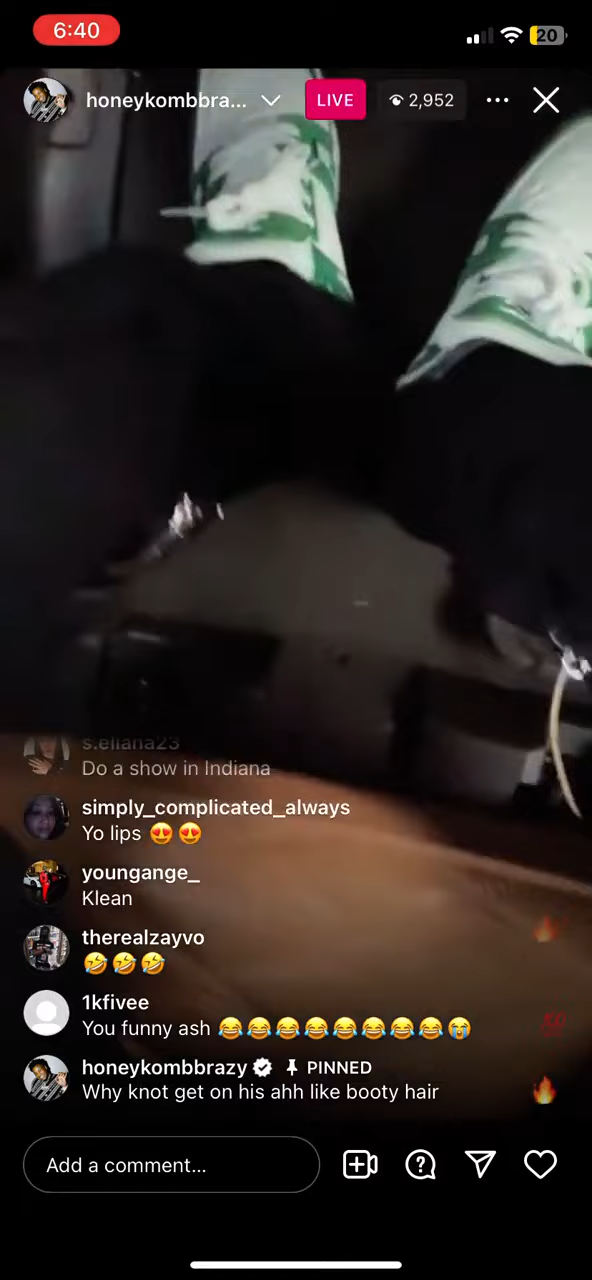 6:40
20
honeykombbra...
LIVE
2,952
s.eliana23
Do a show in Indiana
simply_complicated_always
Yo lips 😍😍
youngange_
Klean
therealzayvo
🤣🤣🤣
1kfivee
You funny ash 😂😂😂😂😂😂😂😂😭
💯
honeykombbrazy PINNED
Why knot get on his ahh like booty hair
Add a comment...